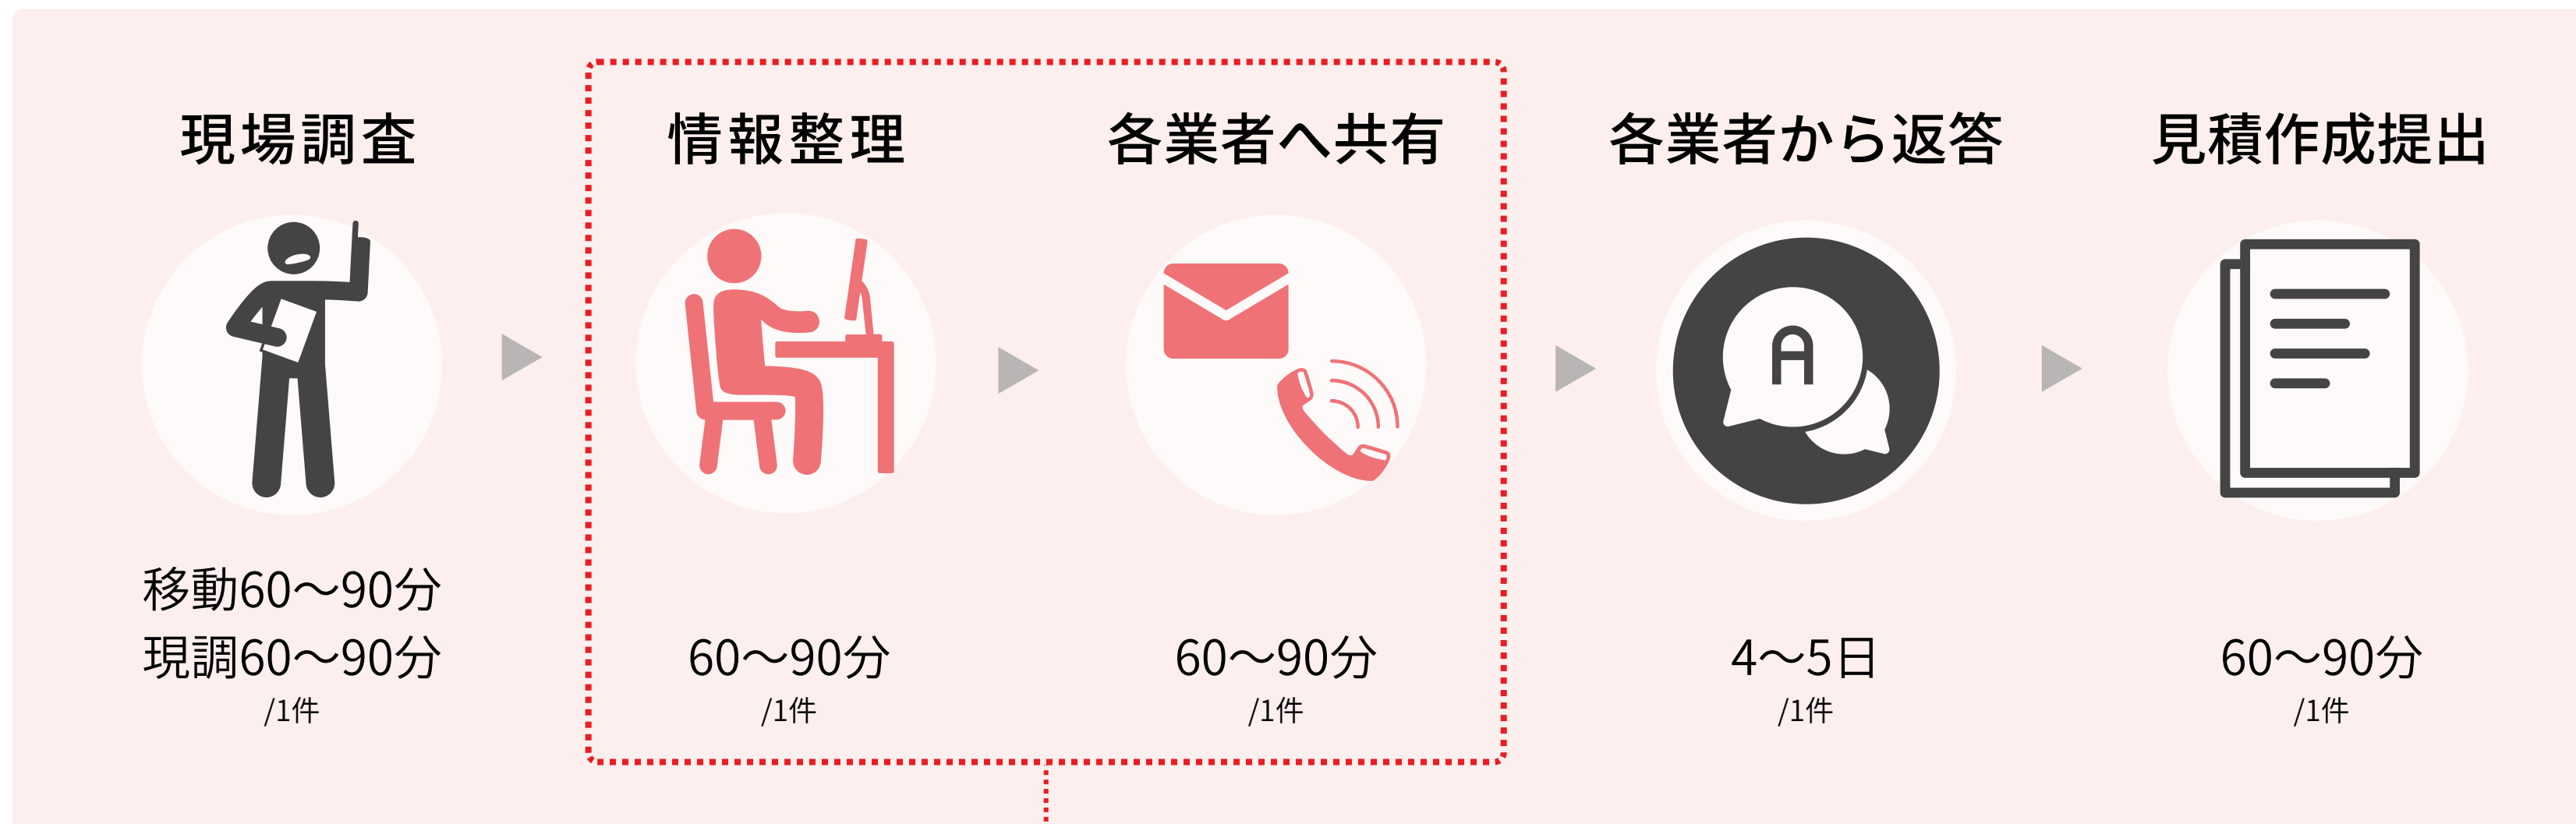 現場調査
情報整理
各業者へ共有
各業者から返答
見積作成提出
A
移動60〜90分
現調60〜90分
/1件
60〜90分
/1件
60〜90分
/1件
4〜5日
/1件
60〜90分
/1件